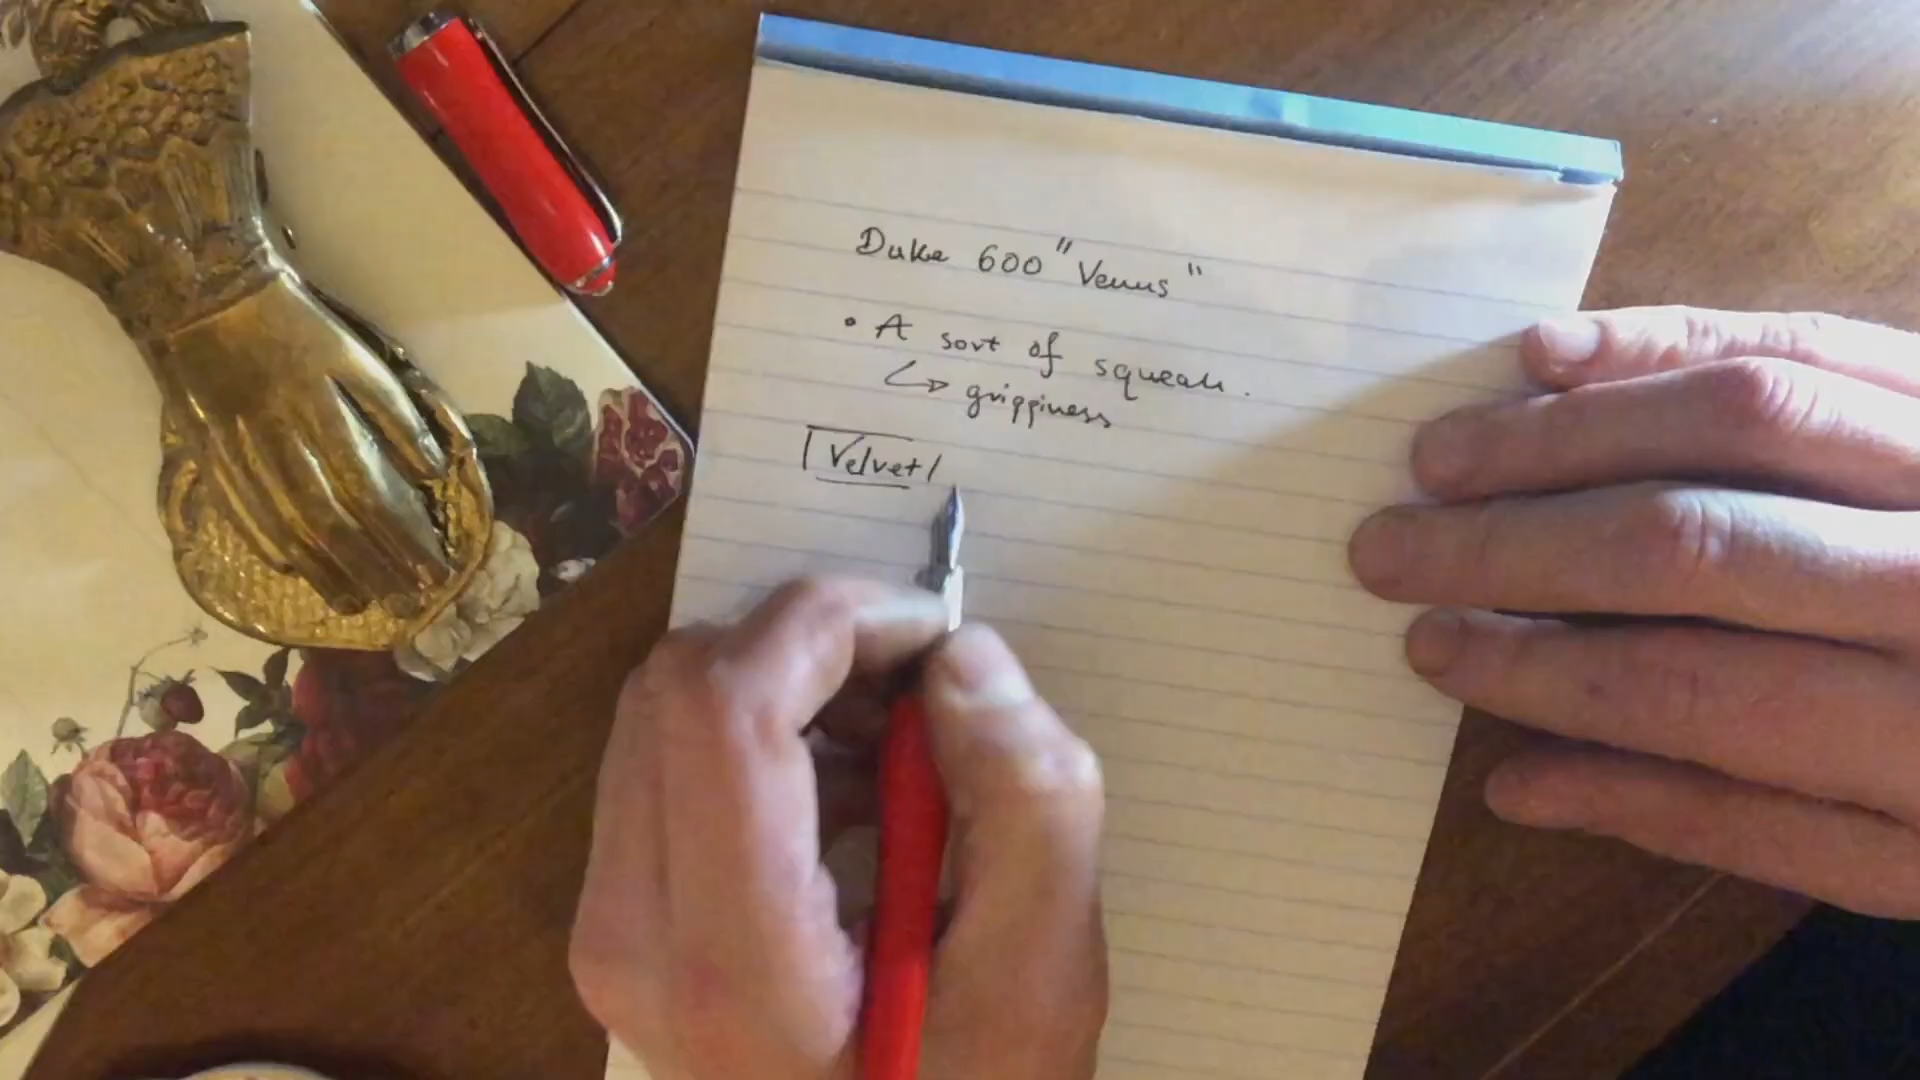 Duke 600 "Venus"
• A sort of squeak.
↳ grippiness
Velvet